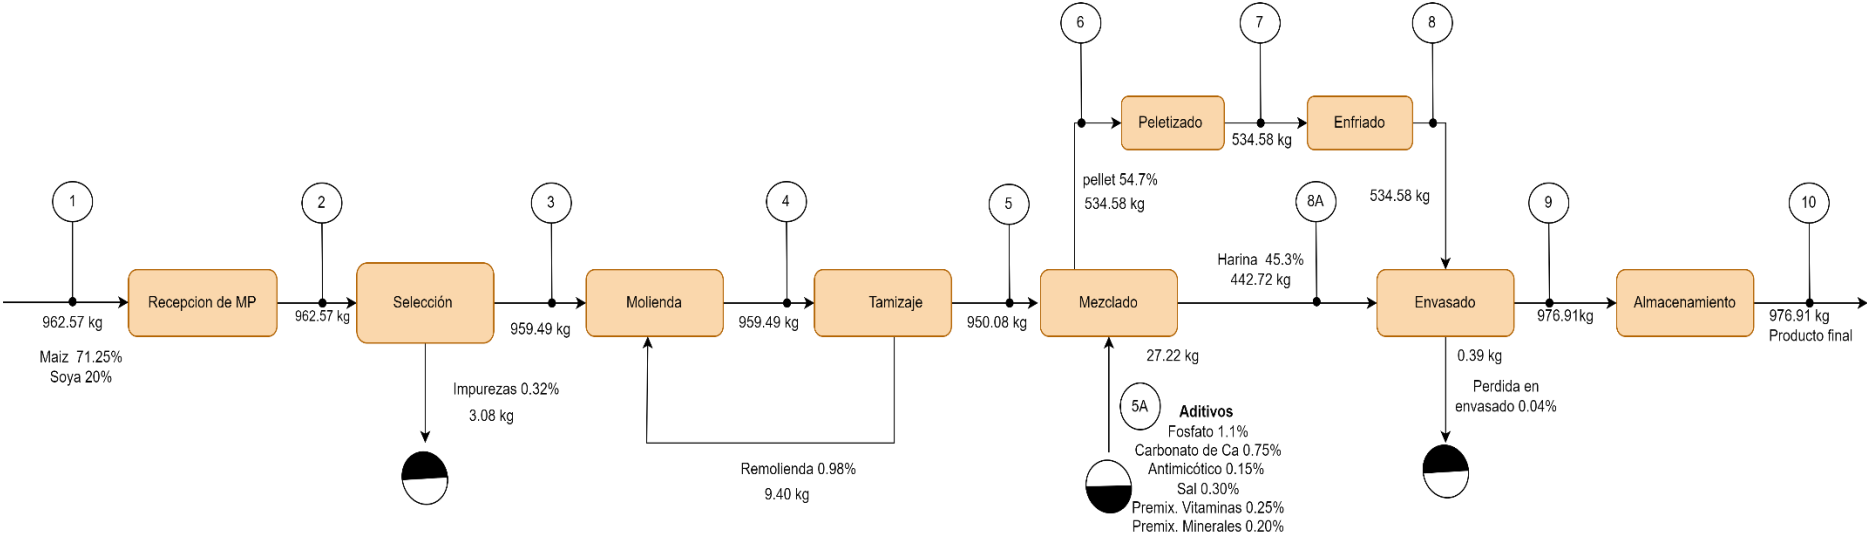 6
7
8
Peletizado
Enfriado
534.58 kg
pellet 54.7%
534.58 kg
534.58 kg
1
2
3
4
5
8A
9
10
Harina 45.3%
442.72 kg
Recepcion de MP
Selección
Molienda
Tamizaje
Mezclado
Envasado
Almacenamiento
962.57 kg
962.57 kg
959.49 kg
959.49 kg
950.08 kg
976.91kg
976.91 kg
Producto final
Maiz 71.25%
Soya 20%
27.22 kg
0.39 kg
Impurezas 0.32%
3.08 kg
Perdida en
envasado 0.04%
5A
Aditivos
Fosfato 1.1%
Carbonato de Ca 0.75%
Antimicótico 0.15%
Sal 0.30%
Premix. Vitaminas 0.25%
Premix. Minerales 0.20%
Remolienda 0.98%
9.40 kg